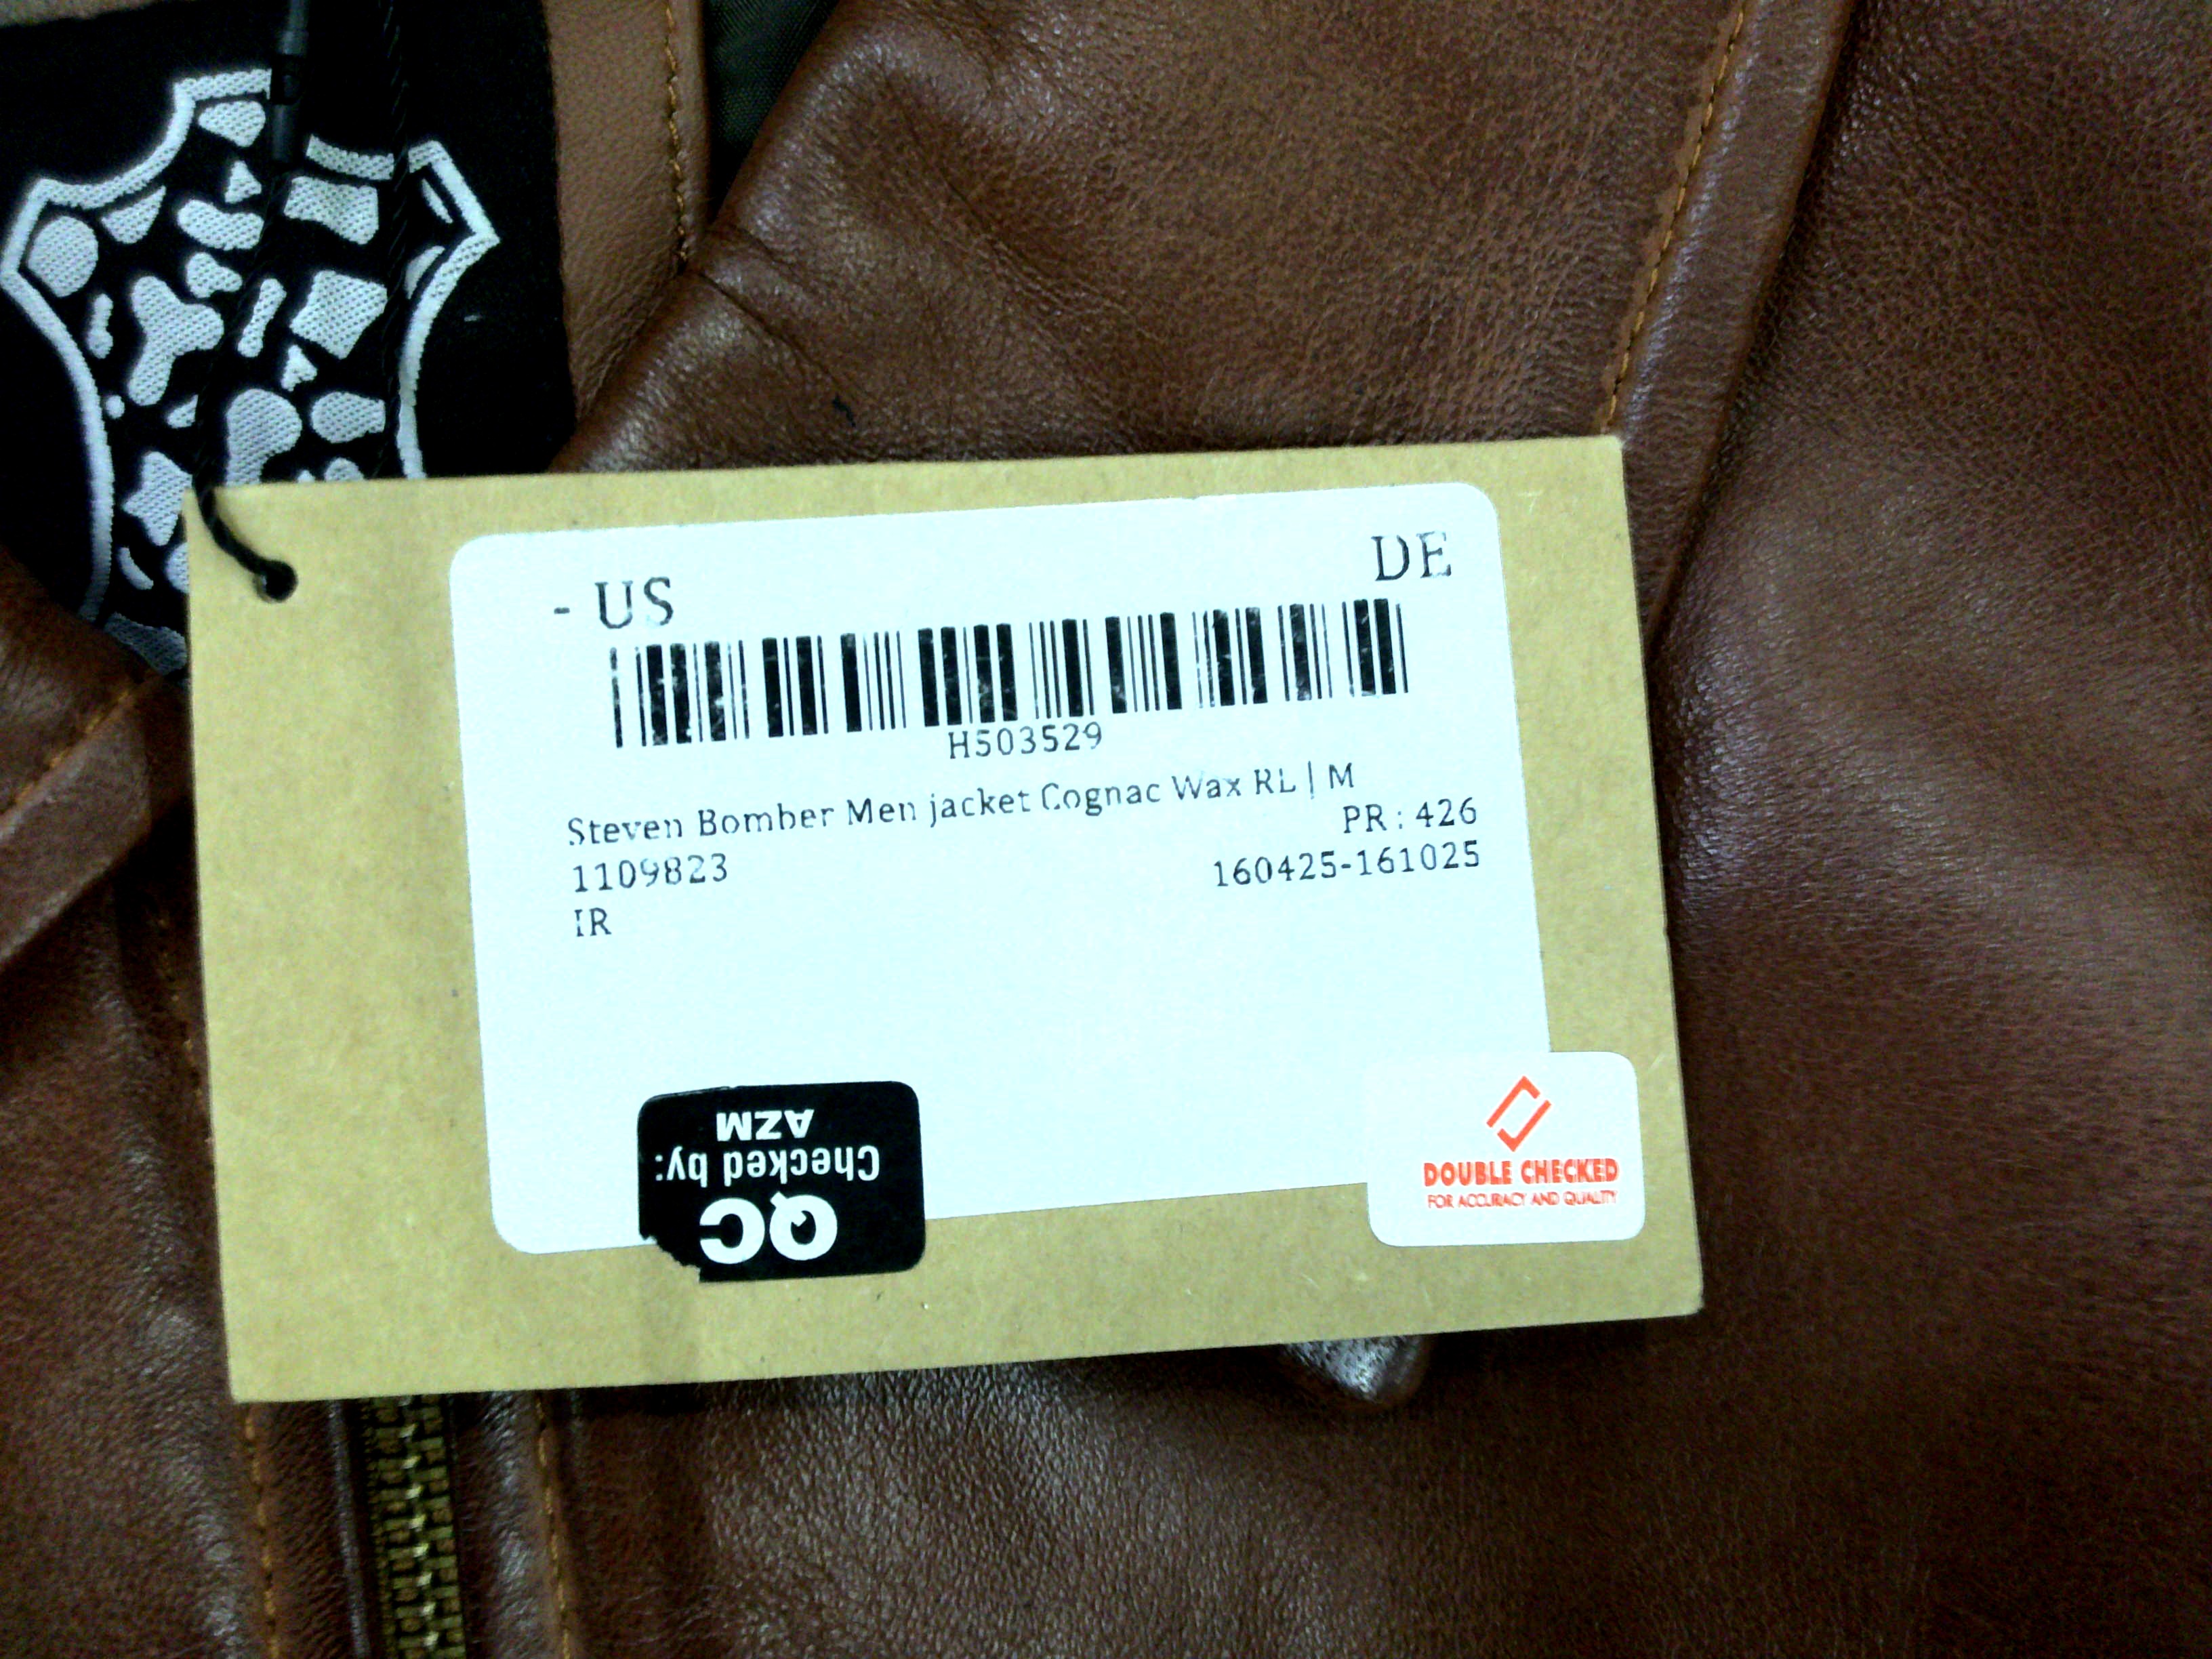 - US DE
H503529
Steven Bomber Men jacket Cognac Wax RL | M
PR : 426
1109823 160425-161025
IR
QC
Checked by:
AZM
DOUBLE CHECKED
FOR ACCURACY AND QUALITY